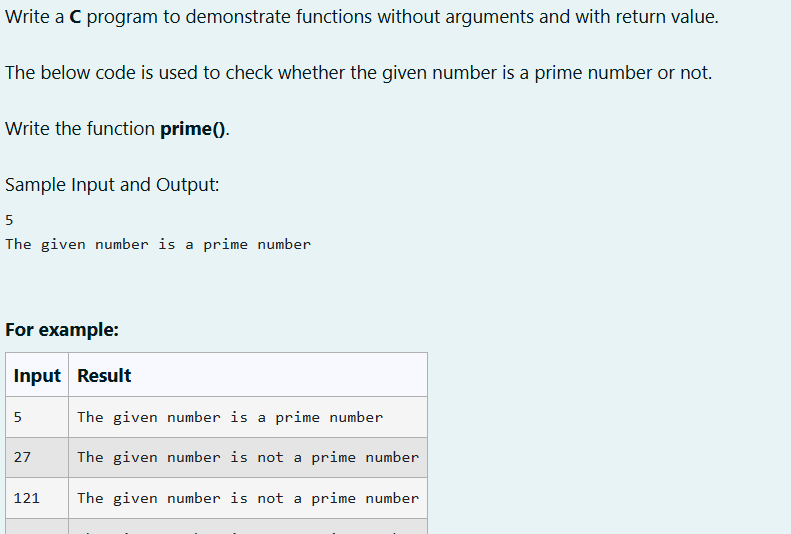 Write a C program to demonstrate functions without arguments and with return value.
The below code is used to check whether the given number is a prime number or not.
Write the function prime().
Sample Input and Output:
5
The given number is a prime number
For example:
Input Result
5 The given number is a prime number
27 The given number is not a prime number
121 The given number is not a prime number